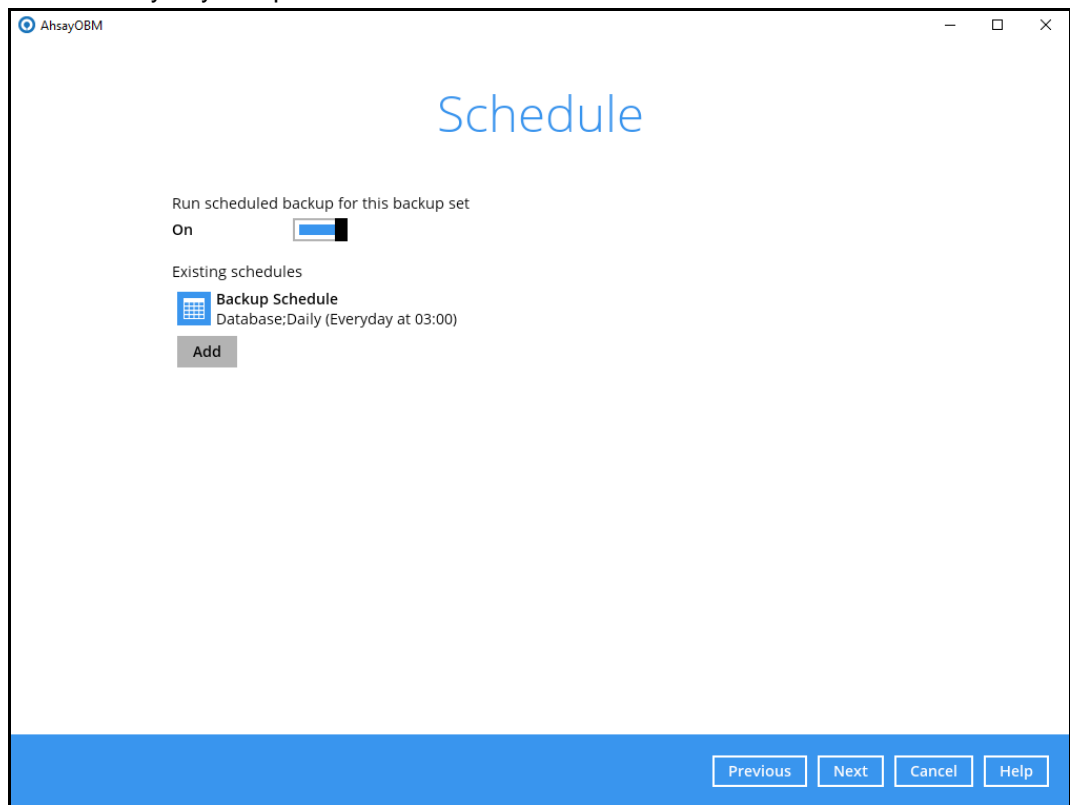 AhsayOBM
Schedule
Run scheduled backup for this backup set
On
Existing schedules
Backup Schedule
Database;Daily (Everyday at 03:00)
Add
Previous Next Cancel Help